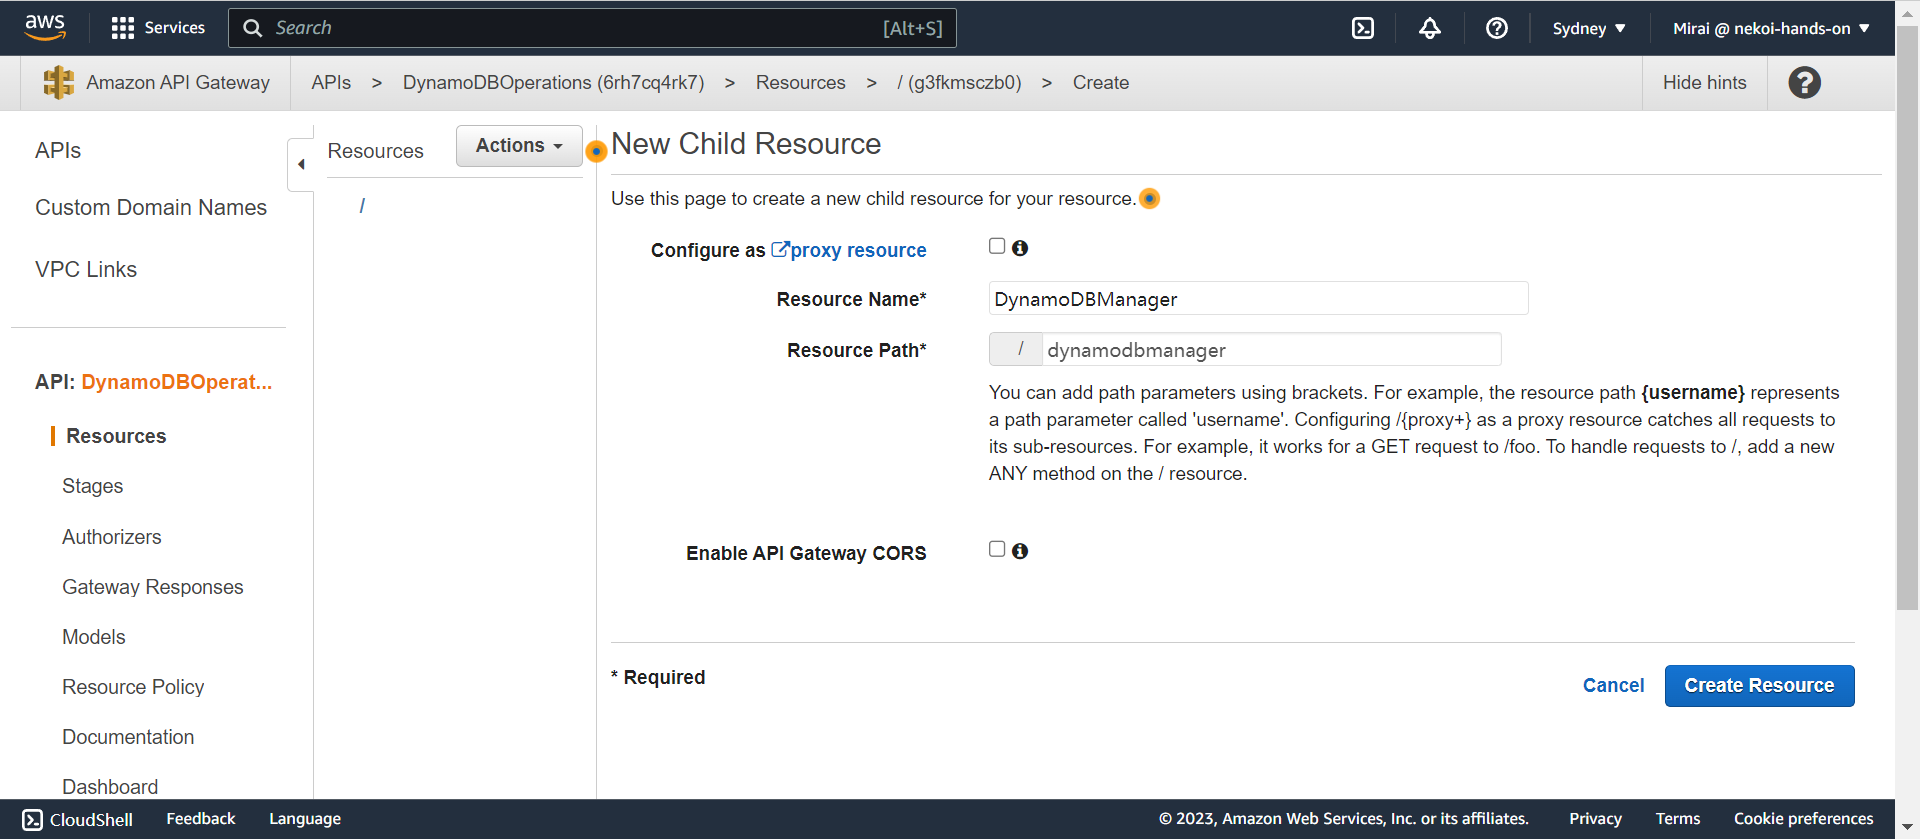 aws Services Search [Alt+S] Sydney Mirai @ nekoi-hands-on
Amazon API Gateway APIs > DynamoDBOperations (6rh7cq4rk7) > Resources > / (g3fkmsczb0) > Create Hide hints
APIs
Custom Domain Names
VPC Links
API: DynamoDBOperat...
Resources
Stages
Authorizers
Gateway Responses
Models
Resource Policy
Documentation
Dashboard
Resources Actions
/
New Child Resource
Use this page to create a new child resource for your resource.
Configure as proxy resource
Resource Name* DynamoDBManager
Resource Path* / dynamodbmanager
You can add path parameters using brackets. For example, the resource path {username} represents
a path parameter called 'username'. Configuring /{proxy+} as a proxy resource catches all requests to
its sub-resources. For example, it works for a GET request to /foo. To handle requests to /, add a new
ANY method on the / resource.
Enable API Gateway CORS
* Required
Cancel Create Resource
CloudShell Feedback Language © 2023, Amazon Web Services, Inc. or its affiliates. Privacy Terms Cookie preferences